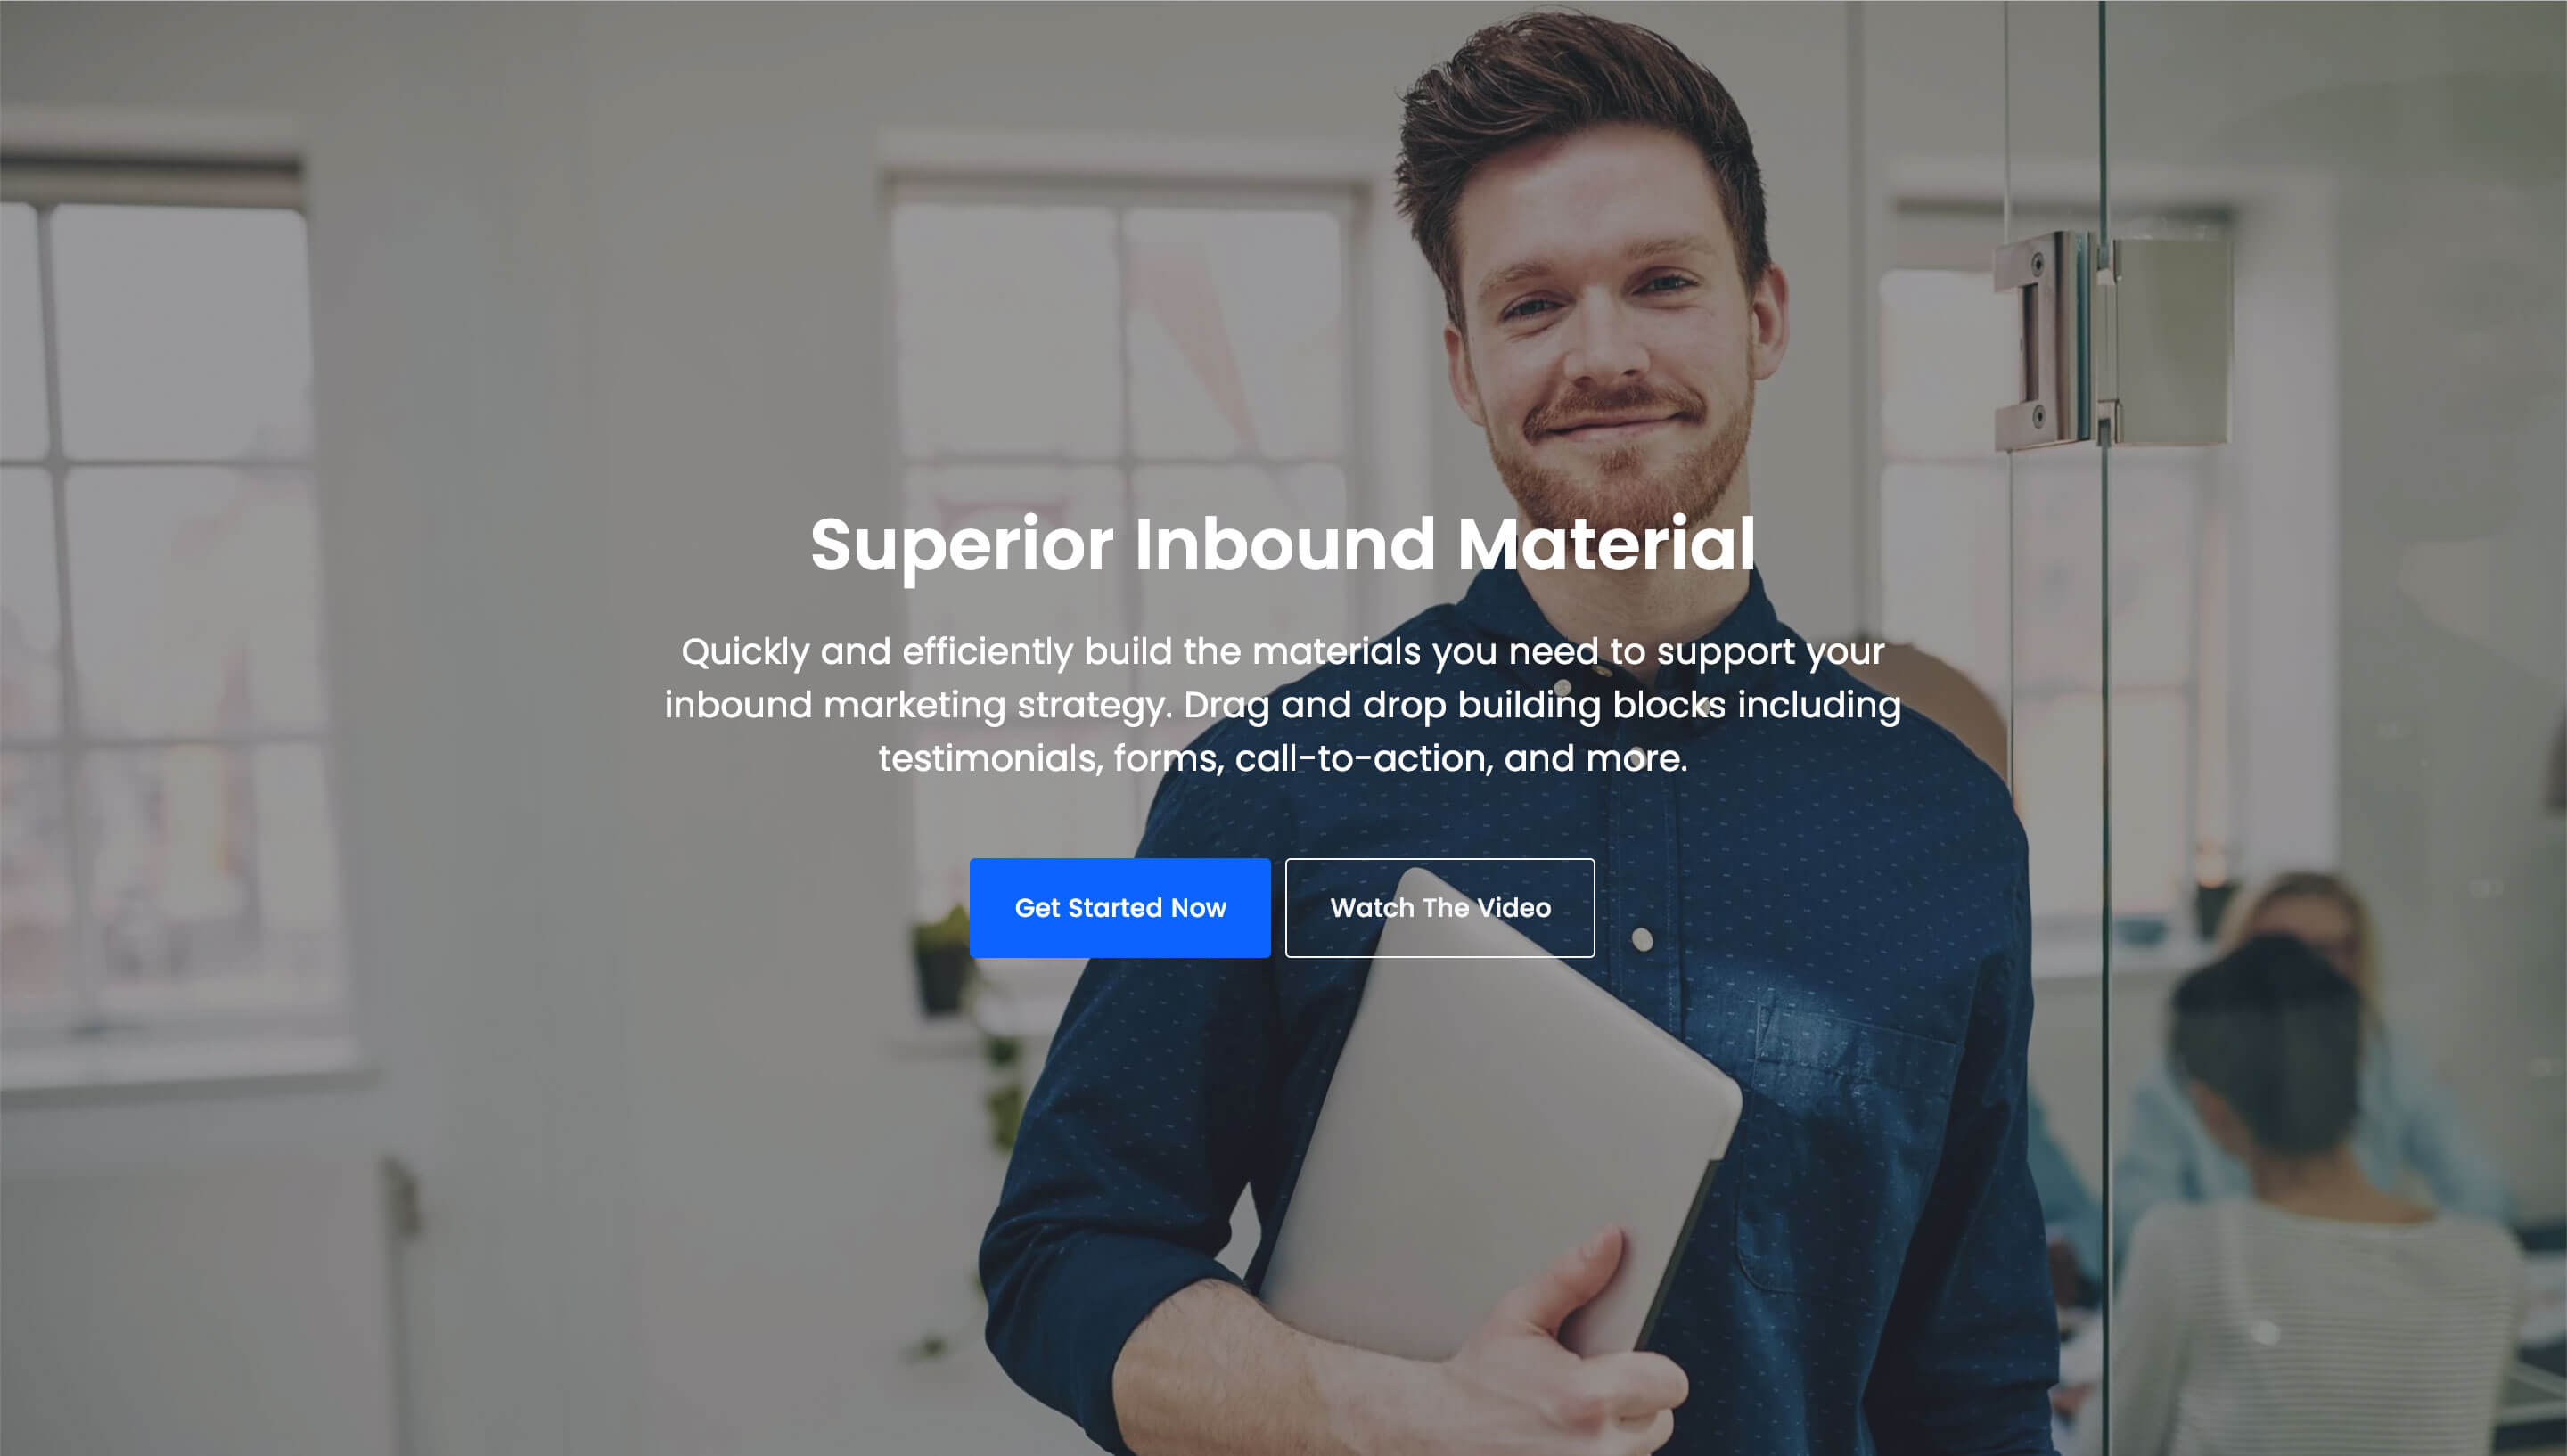 Superior Inbound Material
Quickly and efficiently build the materials you need to support your
inbound marketing strategy. Drag and drop building blocks including
testimonials, forms, call-to-action, and more.
Get Started Now
Watch The Video